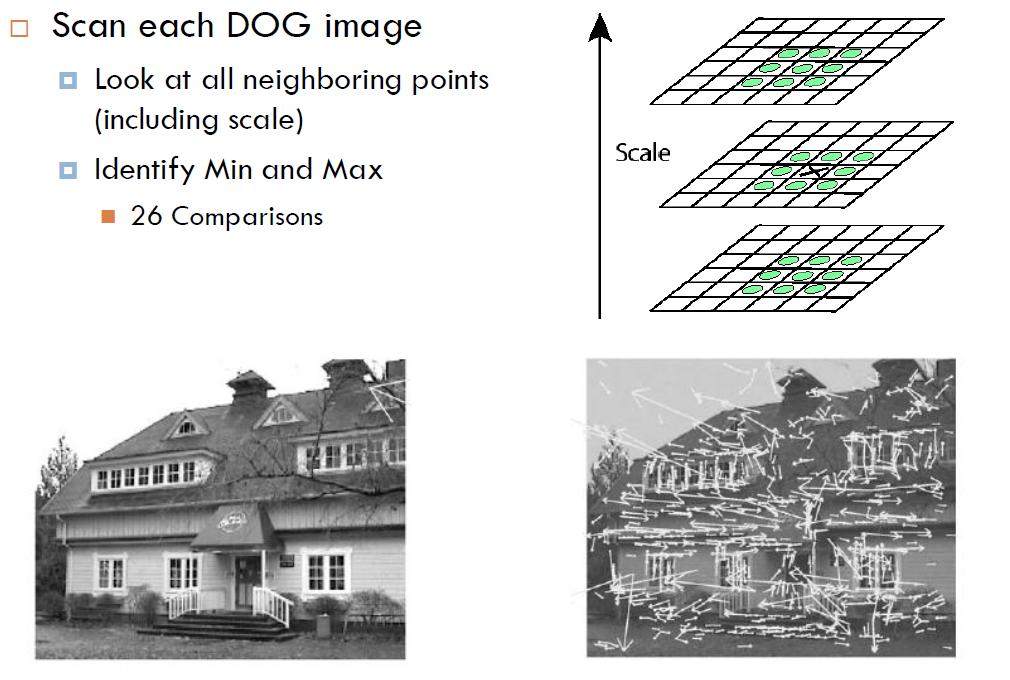 Scan each DOG image
Look at all neighboring points
(including scale)
Identify Min and Max
26 Comparisons
Scale